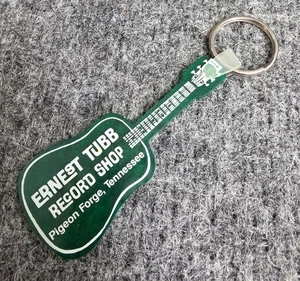 ERNEST TUBB
RECORD SHOP
Pigeon Forge, Tennessee